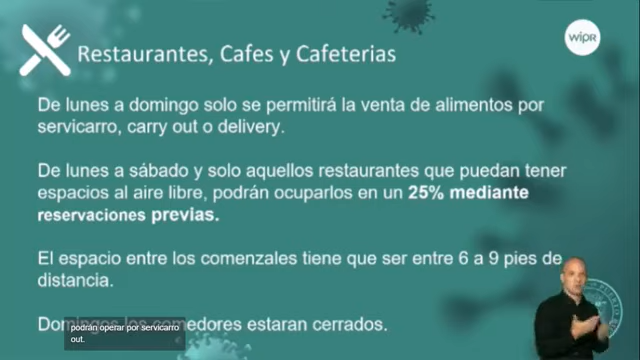 WIPR
Restaurantes, Cafes y Cafeterias
De lunes a domingo solo se permitirá la venta de alimentos por
servicarro, carry out o delivery.
De lunes a sábado y solo aquellos restaurantes que puedan tener
espacios al aire libre, podrán ocuparlos en un 25% mediante
reservaciones previas.
El espacio entre los comenzales tiene que ser entre 6 a 9 pies de
distancia.
comedores estaran cerrados.
podrán operar por servicarro
out.